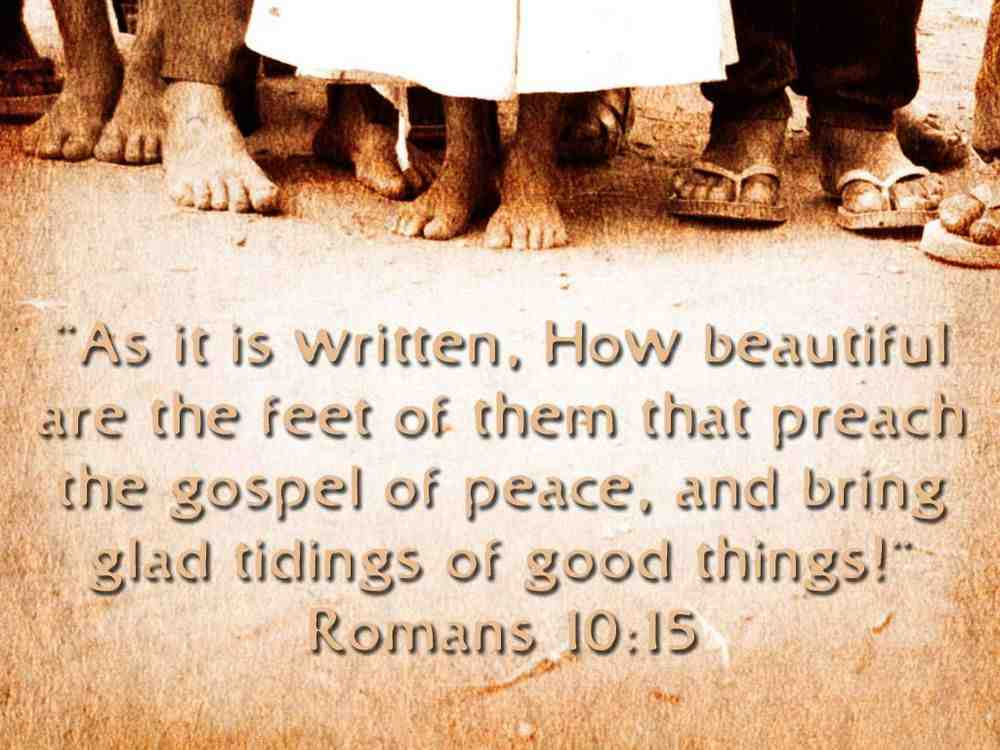 ¨As it is written, How beautiful
are the feet of them that preach
the gospel of peace, and bring
glad tidings of good things!¨
Romans 10:15